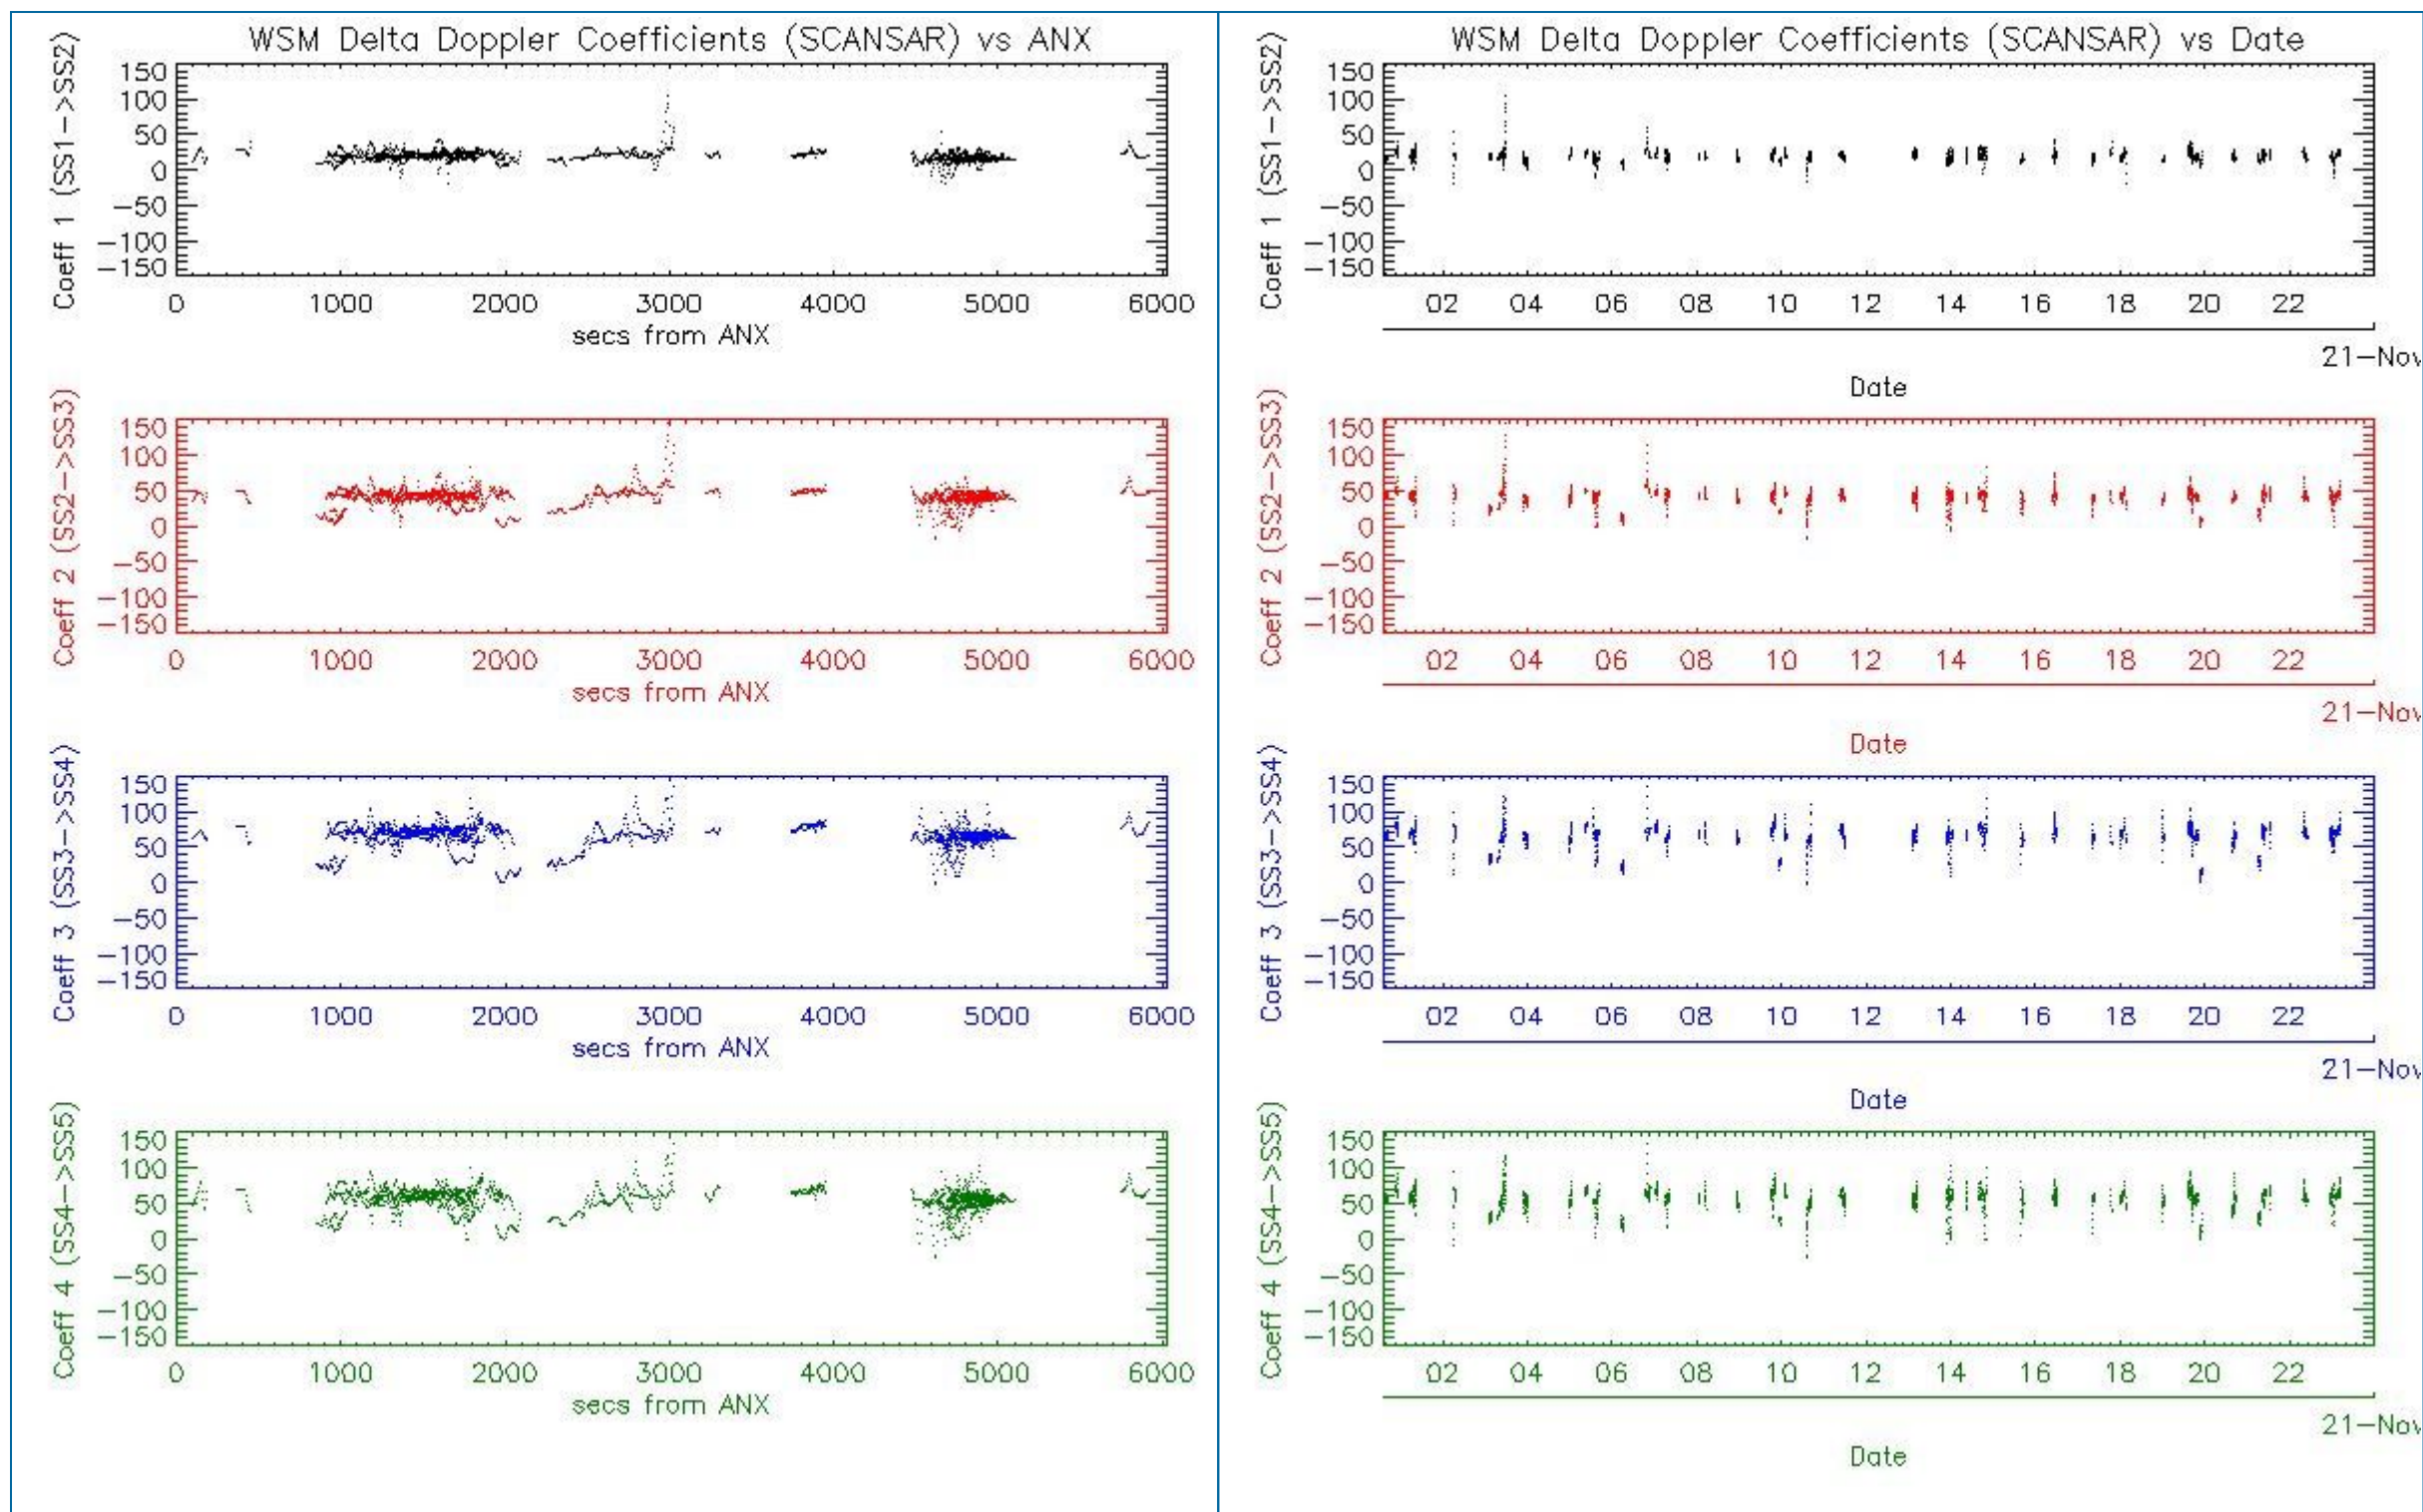 WSM Delta Doppler Coefficients (SCANSAR) vs ANX
Coeff 1 (SS1->SS2)
150
100
50
0
-50
-100
-150
0 1000 2000 3000 4000 5000 6000
secs from ANX
Coeff 2 (SS2->SS3)
150
100
50
0
-50
-100
-150
0 1000 2000 3000 4000 5000 6000
secs from ANX
Coeff 3 (SS3->SS4)
150
100
50
0
-50
-100
-150
0 1000 2000 3000 4000 5000 6000
secs from ANX
Coeff 4 (SS4->SS5)
150
100
50
0
-50
-100
-150
0 1000 2000 3000 4000 5000 6000
secs from ANX
WSM Delta Doppler Coefficients (SCANSAR) vs Date
Coeff 1 (SS1->SS2)
150
100
50
0
-50
-100
-150
02 04 06 08 10 12 14 16 18 20 22
21-Nov
Date
Coeff 2 (SS2->SS3)
150
100
50
0
-50
-100
-150
02 04 06 08 10 12 14 16 18 20 22
21-Nov
Date
Coeff 3 (SS3->SS4)
150
100
50
0
-50
-100
-150
02 04 06 08 10 12 14 16 18 20 22
21-Nov
Date
Coeff 4 (SS4->SS5)
150
100
50
0
-50
-100
-150
02 04 06 08 10 12 14 16 18 20 22
21-Nov
Date